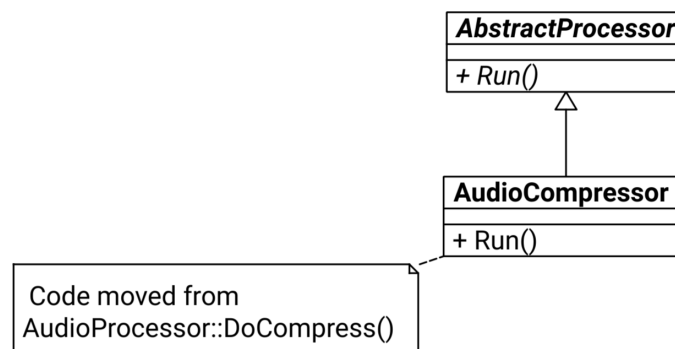 AbstractProcessor
+ Run()
AudioCompressor
+ Run()
Code moved from
AudioProcessor::DoCompress()